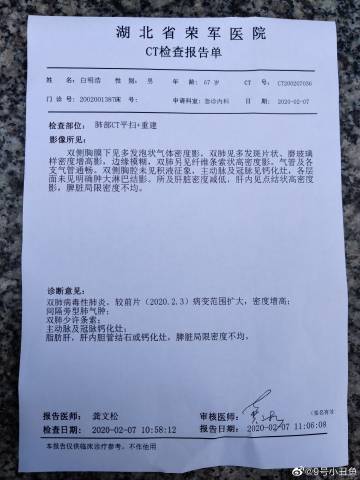 湖北省荣军医院
CT检查报告单
姓 名: 白明浩 性 别: 男 年 龄: 67 岁 CT 号: CT200207036
门 诊 号: 2002001387 床 号: 申请科室: 急诊内科 日 期: 2020-02-07
检查部位: 肺部CT平扫+重建
影像所见:
双侧胸膜下见多发泡状气体密度影,双肺见多发斑片状、磨玻璃
样密度增高影,边缘模糊,双肺另见纤维条索状高密度影,气管及各
支气管通畅。双侧胸腔未见积液征象,主动脉及冠脉见钙化灶,各层
面未见明确肿大淋巴结影。所及肝脏密度减低,肝内见点结状高密度
影,脾脏局限密度不均。
诊断意见:
双肺病毒性肺炎,较前片(2020.2.3)病变范围扩大,密度增高;
间隔旁型肺气肿;
双肺少许条索;
主动脉及冠脉钙化灶;
脂肪肝,肝内胆管结石或钙化灶,脾脏局限密度不均。
报告医师: 龚文松 审核医师: (签名有效)
检查日期: 2020-02-07 10:58:12 报告日期: 2020-02-07 11:06:08
*本报告仅供临床诊疗参考,不作他用
@9号小丑鱼